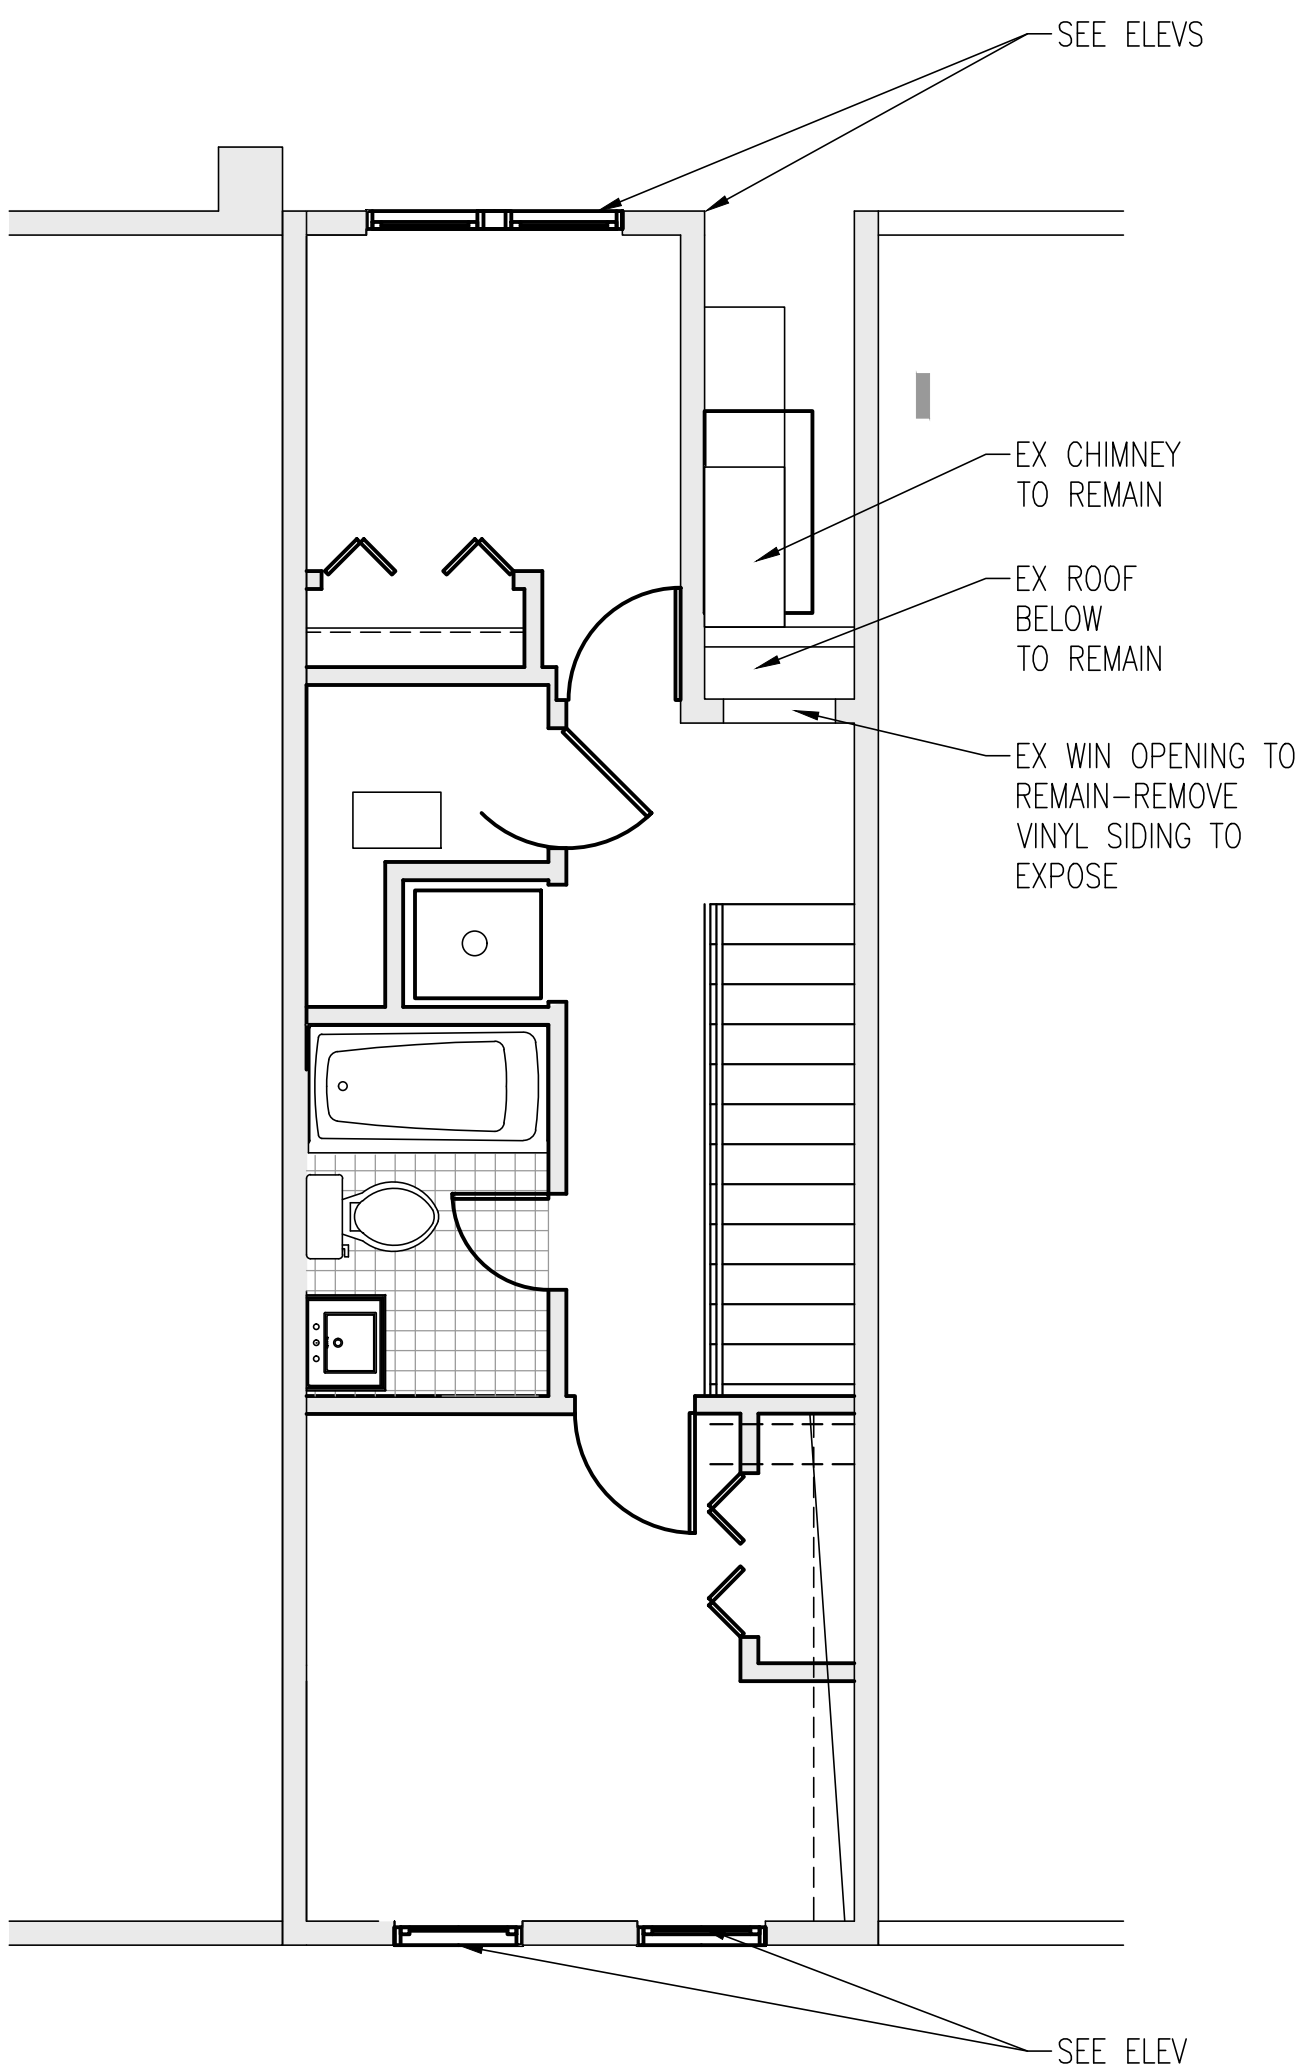 SEE ELEVS
EX CHIMNEY
TO REMAIN
EX ROOF
BELOW
TO REMAIN
EX WIN OPENING TO
REMAIN-REMOVE
VINYL SIDING TO
EXPOSE
SEE ELEV